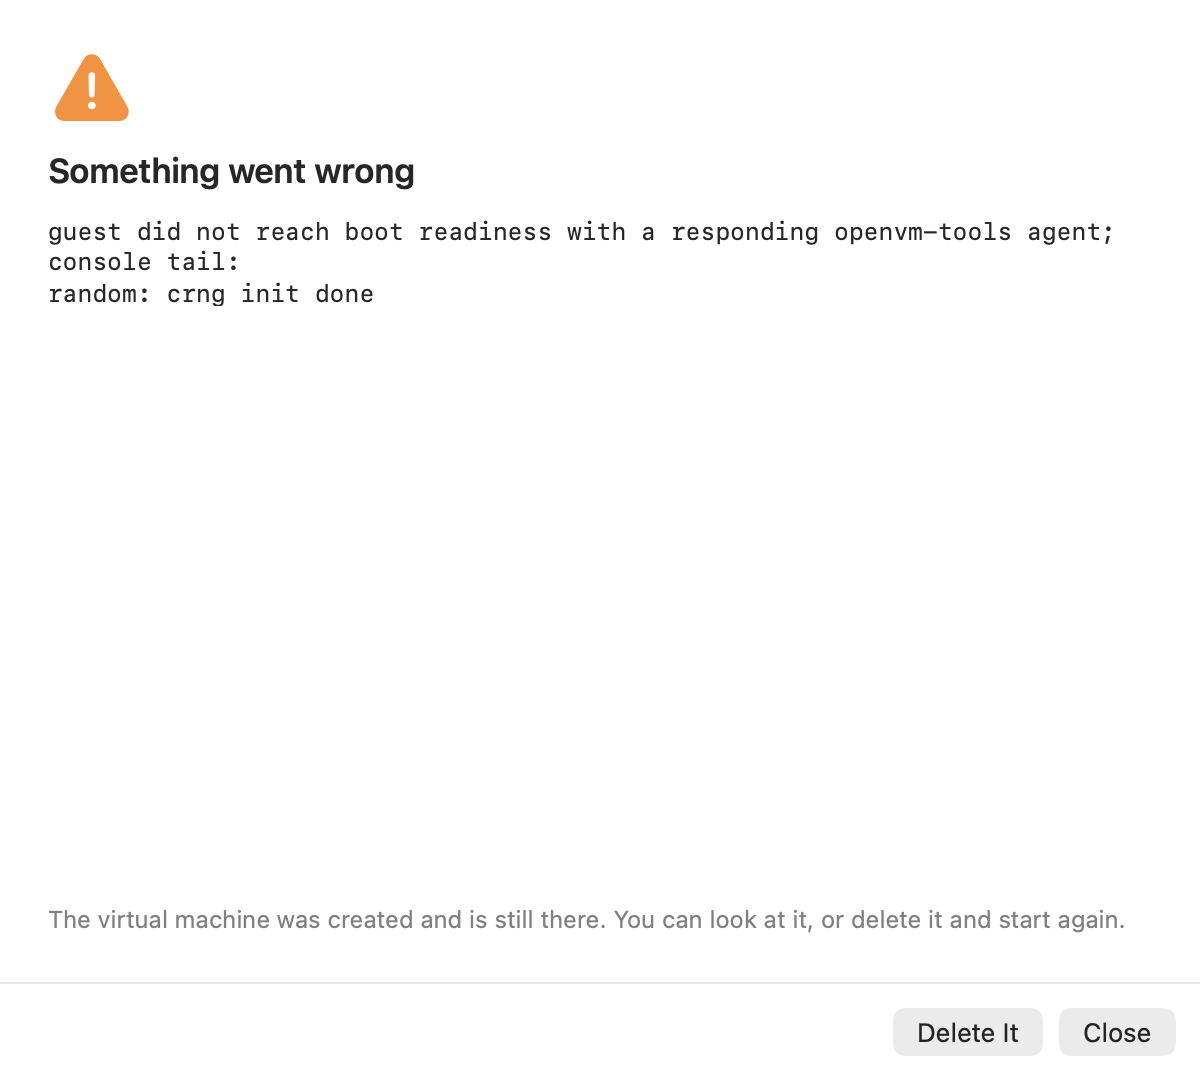 Something went wrong
guest did not reach boot readiness with a responding openvm-tools agent;
console tail:
random: crng init done
The virtual machine was created and is still there. You can look at it, or delete it and start again.
Delete It
Close